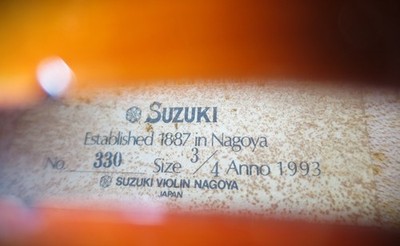 SUZUKI
Established 1887 in Nagoya
No. 330 Size 3/4 Anno 1993
SUZUKI VIOLIN NAGOYA
JAPAN